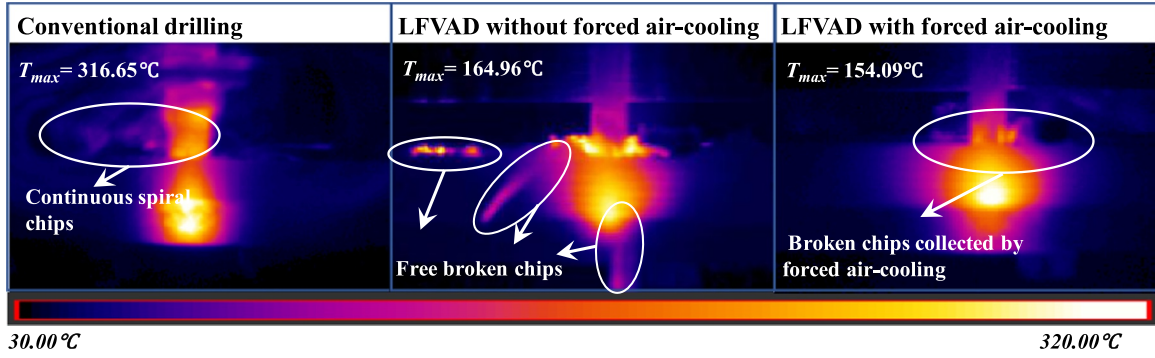 Conventional drilling
Tmax= 316.65℃
Continuous spiral
chips
LFVAD without forced air-cooling
Tmax= 164.96℃
Free broken chips
LFVAD with forced air-cooling
Tmax= 154.09℃
Broken chips collected by
forced air-cooling
30.00℃
320.00℃